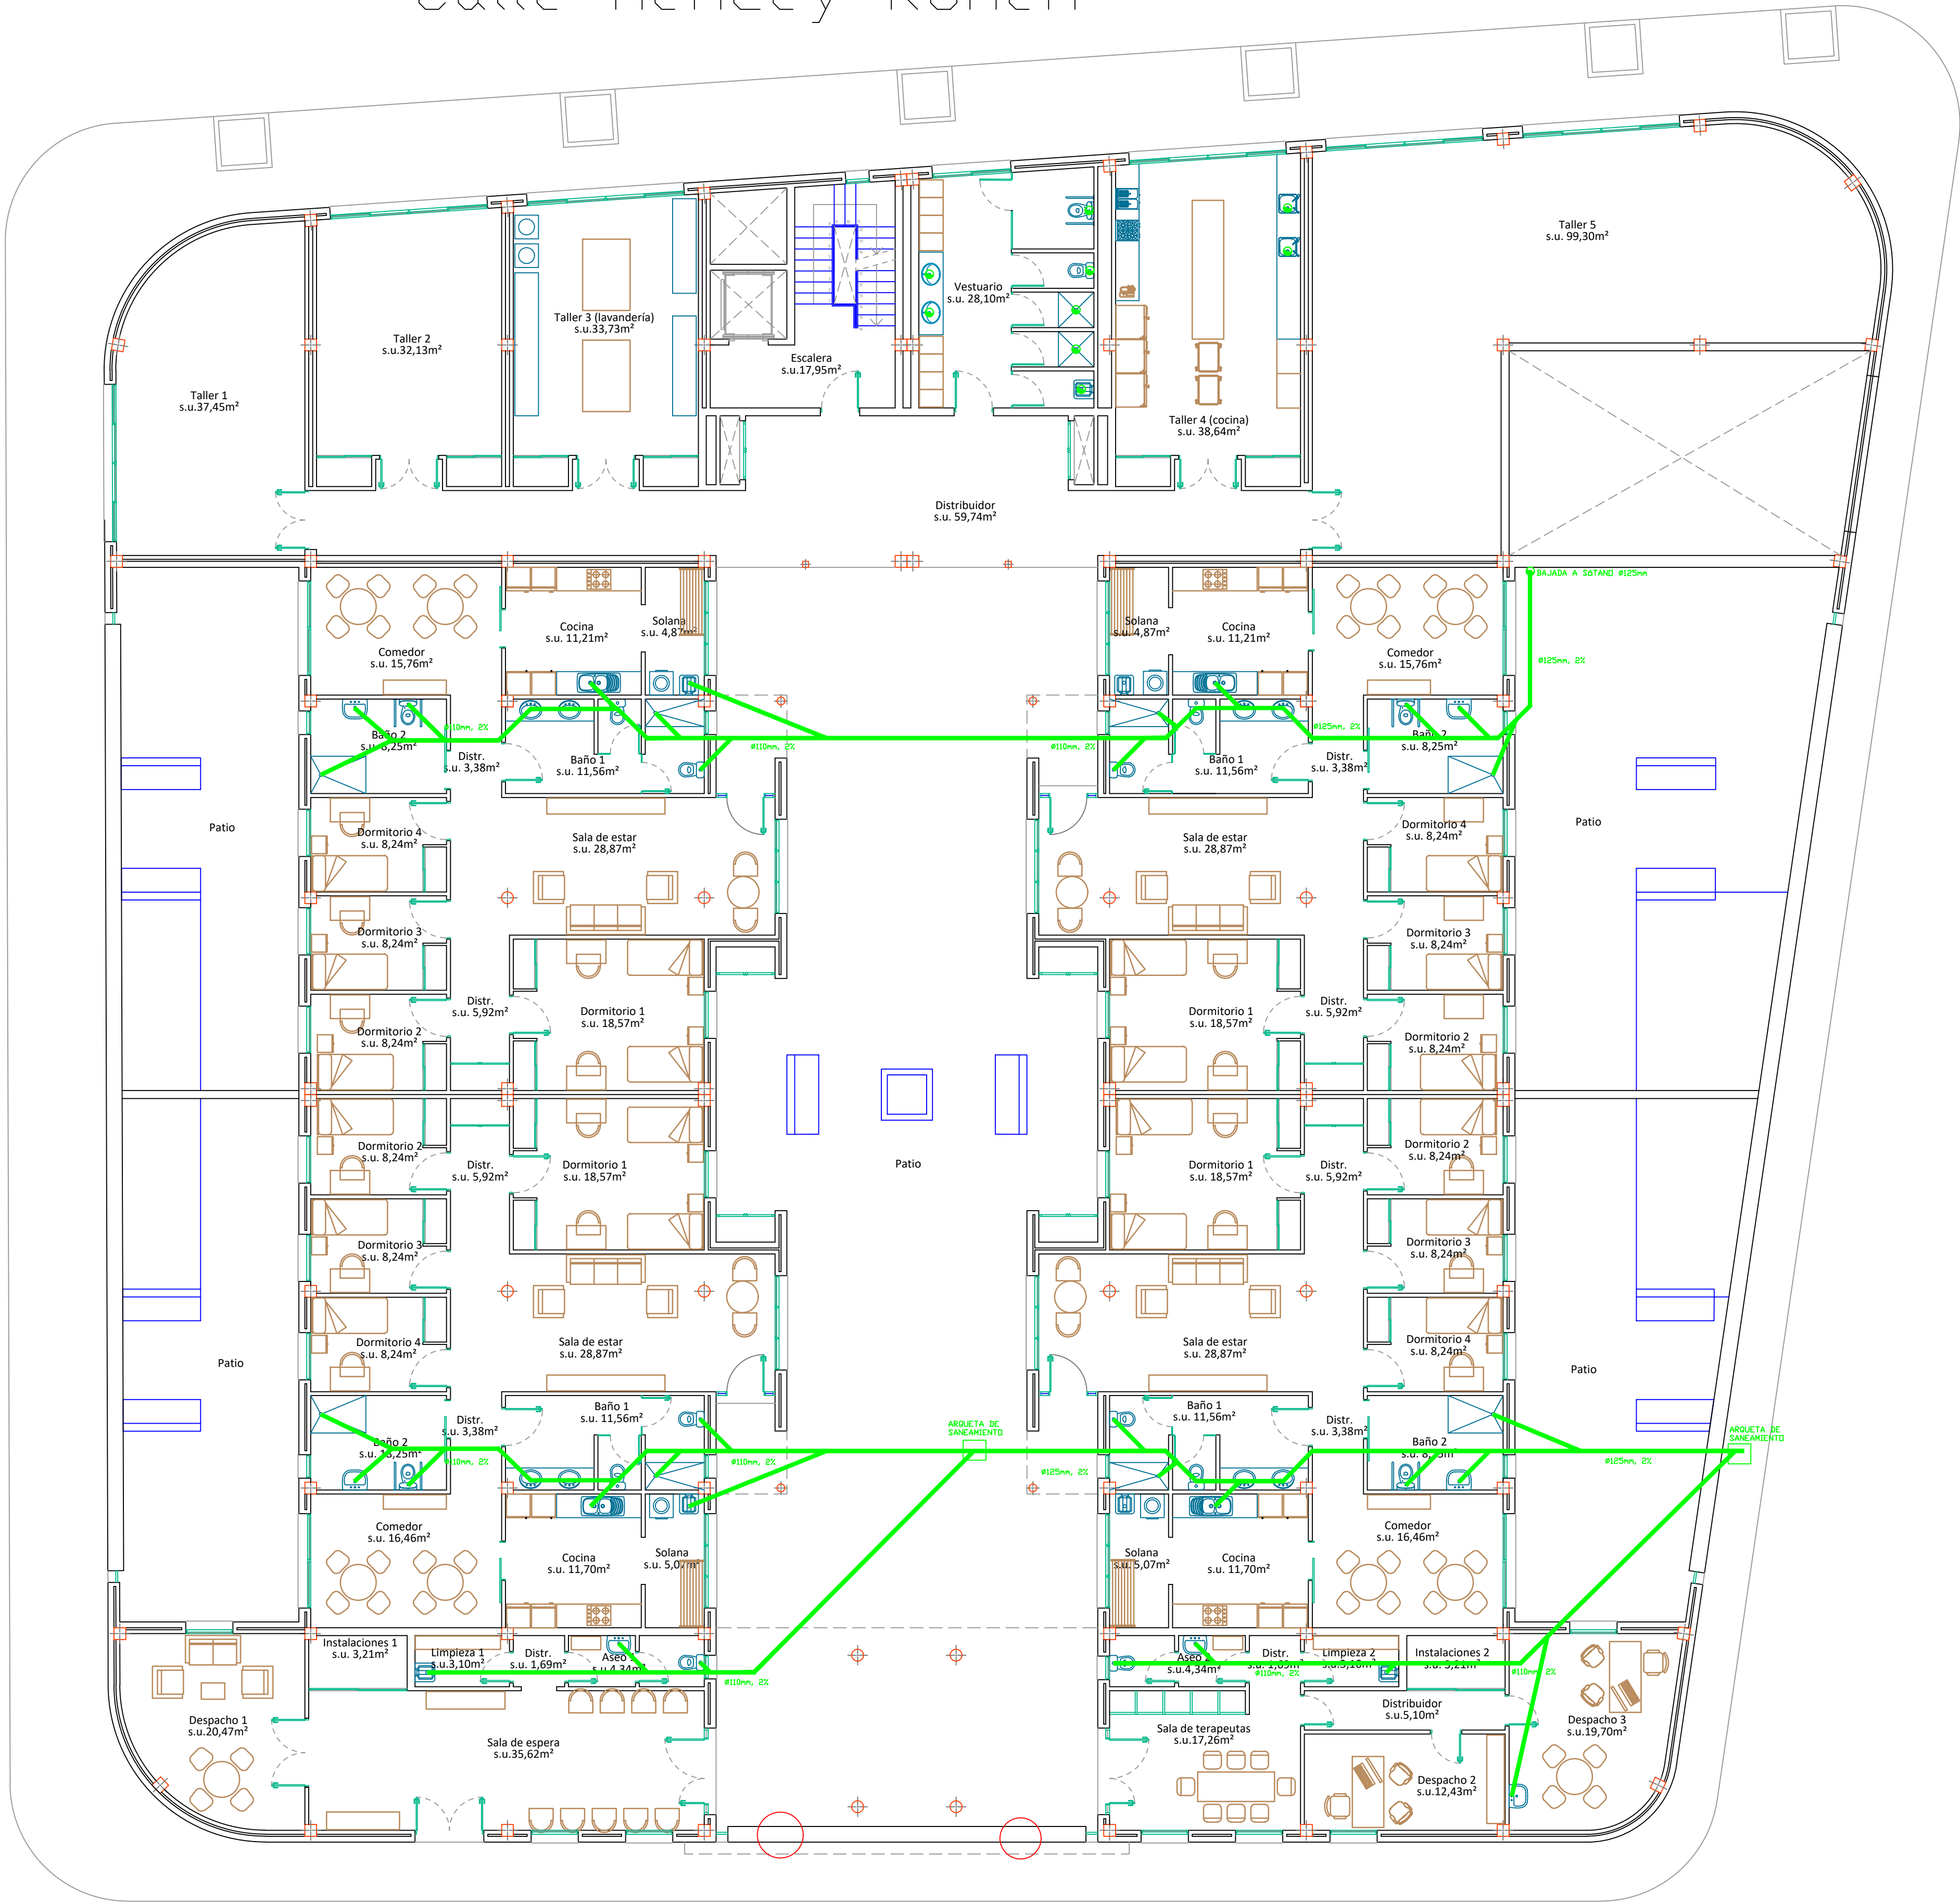 Taller 5
s.u. 99,30m²
Vestuario
s.u. 28,10m²
Taller 3 (lavandería)
s.u.33,73m²
Taller 2
s.u.32,13m²
Escalera
s.u.17,95m²
Taller 1
s.u.37,45m²
Taller 4 (cocina)
s.u. 38,64m²
Distribuidor
s.u. 59,74m²
BAJADA A SOTANO Ø125mm
Cocina
s.u. 11,21m²
Solana
s.u. 4,87m²
Solana
s.u. 4,87m²
Cocina
s.u. 11,21m²
Comedor
s.u. 15,76m²
Comedor
s.u. 15,76m²
Ø125mm, 2%
Ø110mm, 2%
Ø110mm, 2%
Ø110mm, 2%
Ø125mm, 2%
Baño 2
s.u. 8,25m²
Distr.
s.u. 3,38m²
Baño 1
s.u. 11,56m²
Baño 1
s.u. 11,56m²
Distr.
s.u. 3,38m²
Baño 2
s.u. 8,25m²
Patio
Dormitorio 4
s.u. 8,24m²
Sala de estar
s.u. 28,87m²
Sala de estar
s.u. 28,87m²
Dormitorio 4
s.u. 8,24m²
Patio
Dormitorio 3
s.u. 8,24m²
Dormitorio 3
s.u. 8,24m²
Distr.
s.u. 5,92m²
Dormitorio 1
s.u. 18,57m²
Dormitorio 1
s.u. 18,57m²
Distr.
s.u. 5,92m²
Dormitorio 2
s.u. 8,24m²
Dormitorio 2
s.u. 8,24m²
Dormitorio 2
s.u. 8,24m²
Distr.
s.u. 5,92m²
Dormitorio 1
s.u. 18,57m²
Patio
Dormitorio 1
s.u. 18,57m²
Distr.
s.u. 5,92m²
Dormitorio 2
s.u. 8,24m²
Dormitorio 3
s.u. 8,24m²
Dormitorio 3
s.u. 8,24m²
Patio
Dormitorio 4
s.u. 8,24m²
Sala de estar
s.u. 28,87m²
Sala de estar
s.u. 28,87m²
Dormitorio 4
s.u. 8,24m²
Patio
Distr.
s.u. 3,38m²
Baño 1
s.u. 11,56m²
ARQUETA DE
SANEAMIENTO
Baño 1
s.u. 11,56m²
Distr.
s.u. 3,38m²
ARQUETA DE
SANEAMIENTO
Baño 2
s.u.
Baño 2
s.u.
Ø110mm, 2%
Ø110mm, 2%
Ø125mm, 2%
Ø125mm, 2%
Comedor
s.u. 16,46m²
Cocina
s.u. 11,70m²
Solana
s.u. 5,07m²
Solana
s.u. 5,07m²
Cocina
s.u. 11,70m²
Comedor
s.u. 16,46m²
Instalaciones 1
s.u. 3,21m²
Limpieza 1
s.u.3,10m²
Distr.
s.u. 1,69m²
Aseo
s.u.4,34m²
Ø110mm, 2%
Aseo
s.u.4,34m²
Distr.
s.u. 1,69m²
Limpieza 2
Instalaciones 2
s.u. 3,21m²
Ø110mm, 2%
Ø110mm, 2%
Despacho 1
s.u.20,47m²
Sala de espera
s.u.35,62m²
Sala de terapeutas
s.u.17,26m²
Distribuidor
s.u.5,10m²
Despacho 3
s.u.19,70m²
Despacho 2
s.u.12,43m²